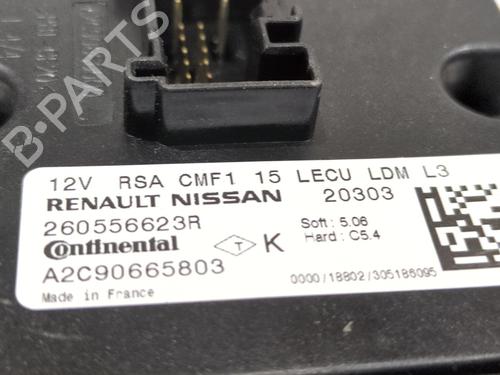 B-PARTS
12V RSA CMF1 15 LECU LDM L3
RENAULT NISSAN 20303
260556623R Soft : 5.06
Continental T K Hard : C5.4
A2C90665803
0000/18802/305186095
Made in France